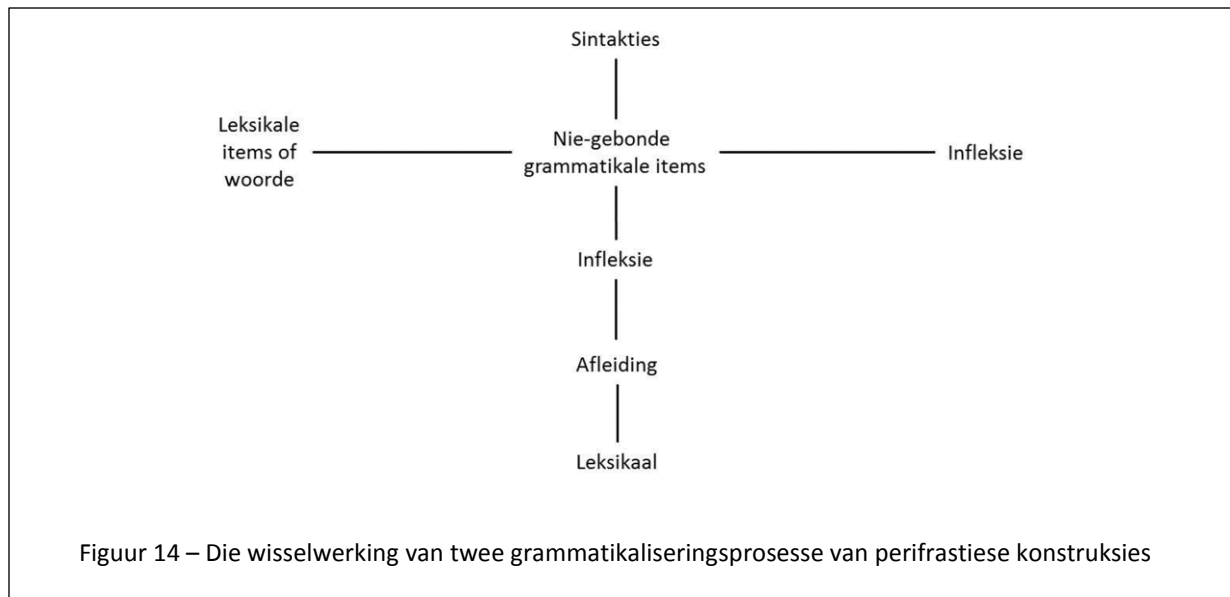 Sintakties
Leksikale
items of
woorde
Nie-gebonde
grammatikale items
Infleksie
Infleksie
Afleiding
Leksikaal
Figuur 14 – Die wisselwerking van twee grammatikaliseringsprosesse van perifrastiese konstruksies